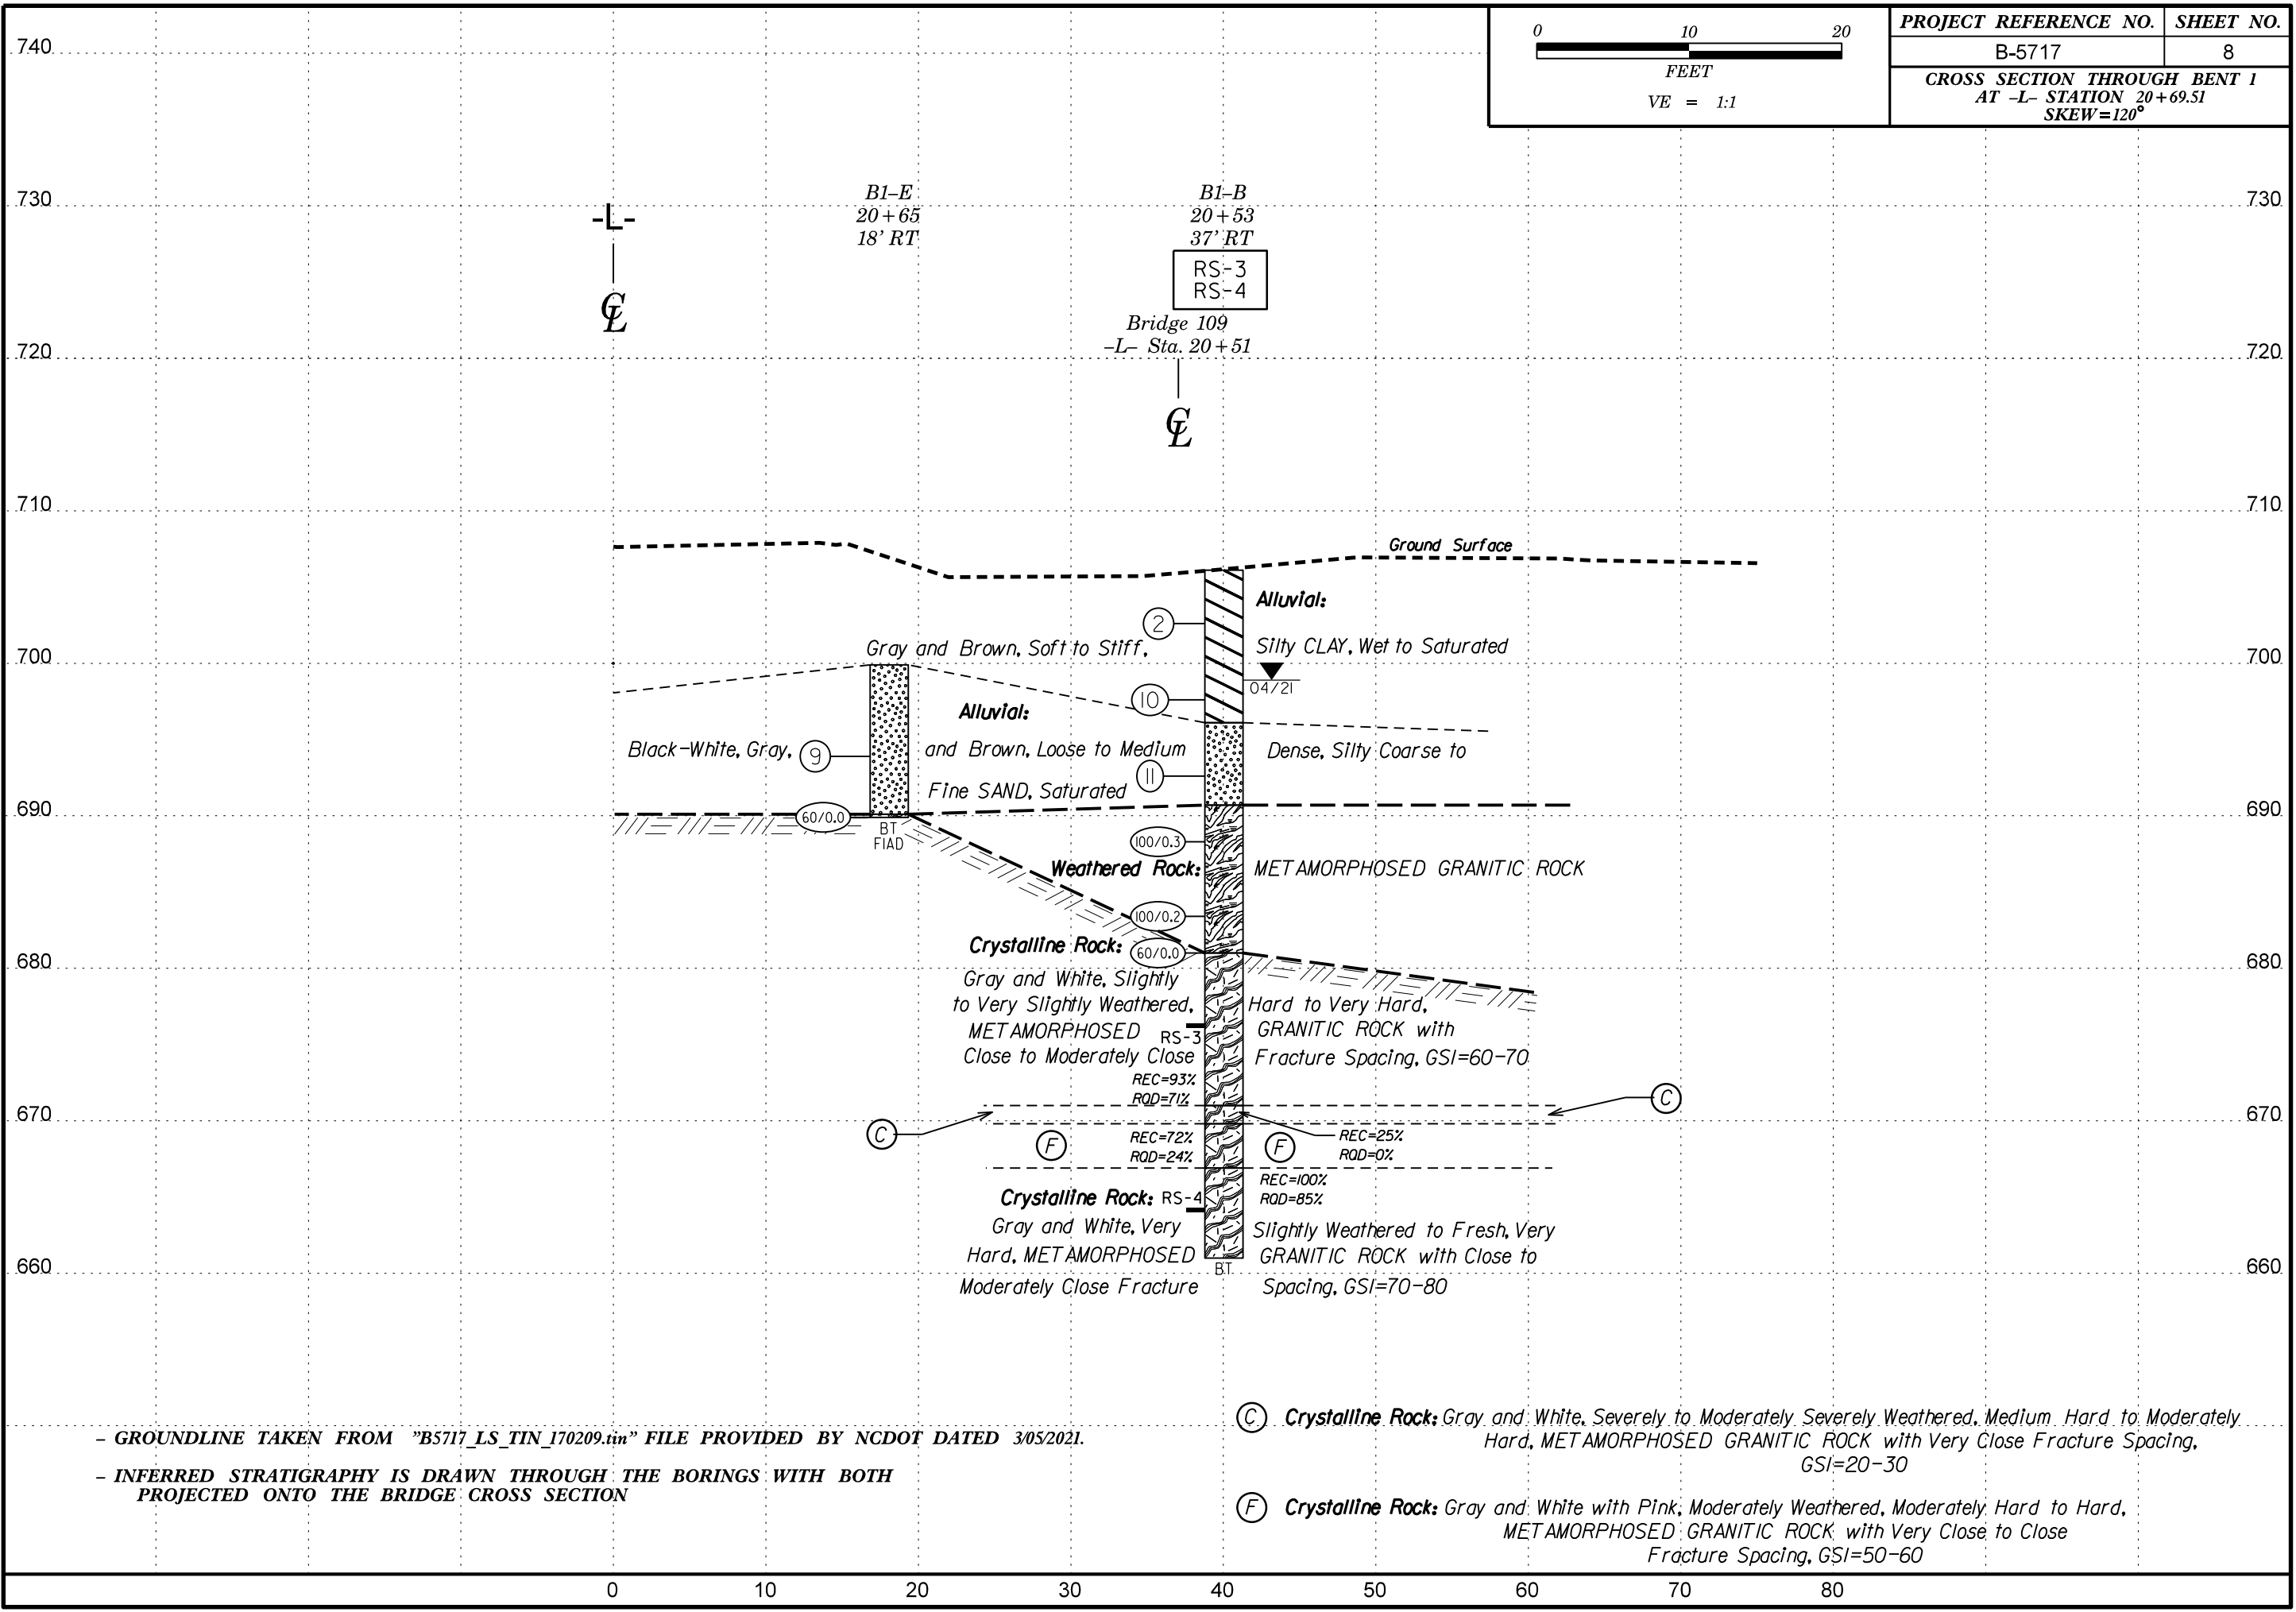 PROJECT REFERENCE NO. SHEET NO.
B-5717 8
CROSS SECTION THROUGH BENT 1
AT -L- STATION 20+69.51
SKEW=120°
0 10 20
FEET
VE = 1:1
740
730 730
720 720
710 710
700 700
690 690
680 680
670 670
660 660
-L-
CL
B1-E
20+65
18' RT
B1-B
20+53
37' RT
RS-3
RS-4
Bridge 109
-L- Sta. 20+51
CL
Ground Surface
Alluvial:
2
Gray and Brown, Soft to Stiff, Silty CLAY, Wet to Saturated
04/21
10
Alluvial:
Black-White, Gray, 9 and Brown, Loose to Medium Dense, Silty Coarse to
11
Fine SAND, Saturated
60/0.0
BT
FIAD
100/0.3
Weathered Rock: METAMORPHOSED GRANITIC ROCK
100/0.2
Crystalline Rock: 60/0.0
Gray and White, Slightly
to Very Slightly Weathered, Hard to Very Hard,
METAMORPHOSED RS-3 GRANITIC ROCK with
Close to Moderately Close Fracture Spacing, GSI=60-70
REC=93%
RQD=71%
C C
F REC=72% F REC=25%
RQD=24% RQD=0%
REC=100%
Crystalline Rock: RS-4 RQD=85%
Gray and White, Very Slightly Weathered to Fresh, Very
Hard, METAMORPHOSED GRANITIC ROCK with Close to
BT
Moderately Close Fracture Spacing, GSI=70-80
- GROUNDLINE TAKEN FROM "B5717_LS_TIN_170209.tin" FILE PROVIDED BY NCDOT DATED 3/05/2021.
- INFERRED STRATIGRAPHY IS DRAWN THROUGH THE BORINGS WITH BOTH
PROJECTED ONTO THE BRIDGE CROSS SECTION
C Crystalline Rock: Gray and White, Severely to Moderately Severely Weathered, Medium Hard to Moderately
Hard, METAMORPHOSED GRANITIC ROCK with Very Close Fracture Spacing,
GSI=20-30
F Crystalline Rock: Gray and White with Pink, Moderately Weathered, Moderately Hard to Hard,
METAMORPHOSED GRANITIC ROCK with Very Close to Close
Fracture Spacing, GSI=50-60
0 10 20 30 40 50 60 70 80